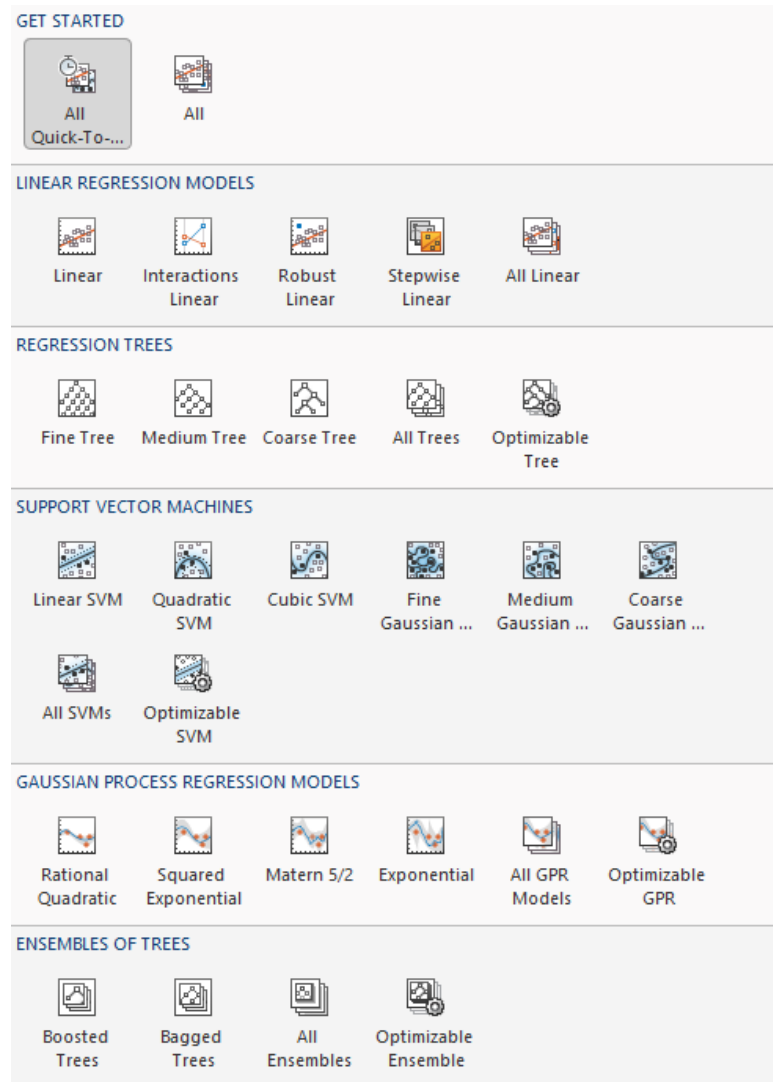 GET STARTED
All
Quick-To-...
All
LINEAR REGRESSION MODELS
Linear
Interactions
Linear
Robust
Linear
Stepwise
Linear
All Linear
REGRESSION TREES
Fine Tree
Medium Tree
Coarse Tree
All Trees
Optimizable
Tree
SUPPORT VECTOR MACHINES
Linear SVM
Quadratic
SVM
Cubic SVM
Fine
Gaussian ...
Medium
Gaussian ...
Coarse
Gaussian ...
All SVMs
Optimizable
SVM
GAUSSIAN PROCESS REGRESSION MODELS
Rational
Quadratic
Squared
Exponential
Matern 5/2
Exponential
All GPR
Models
Optimizable
GPR
ENSEMBLES OF TREES
Boosted
Trees
Bagged
Trees
All
Ensembles
Optimizable
Ensemble